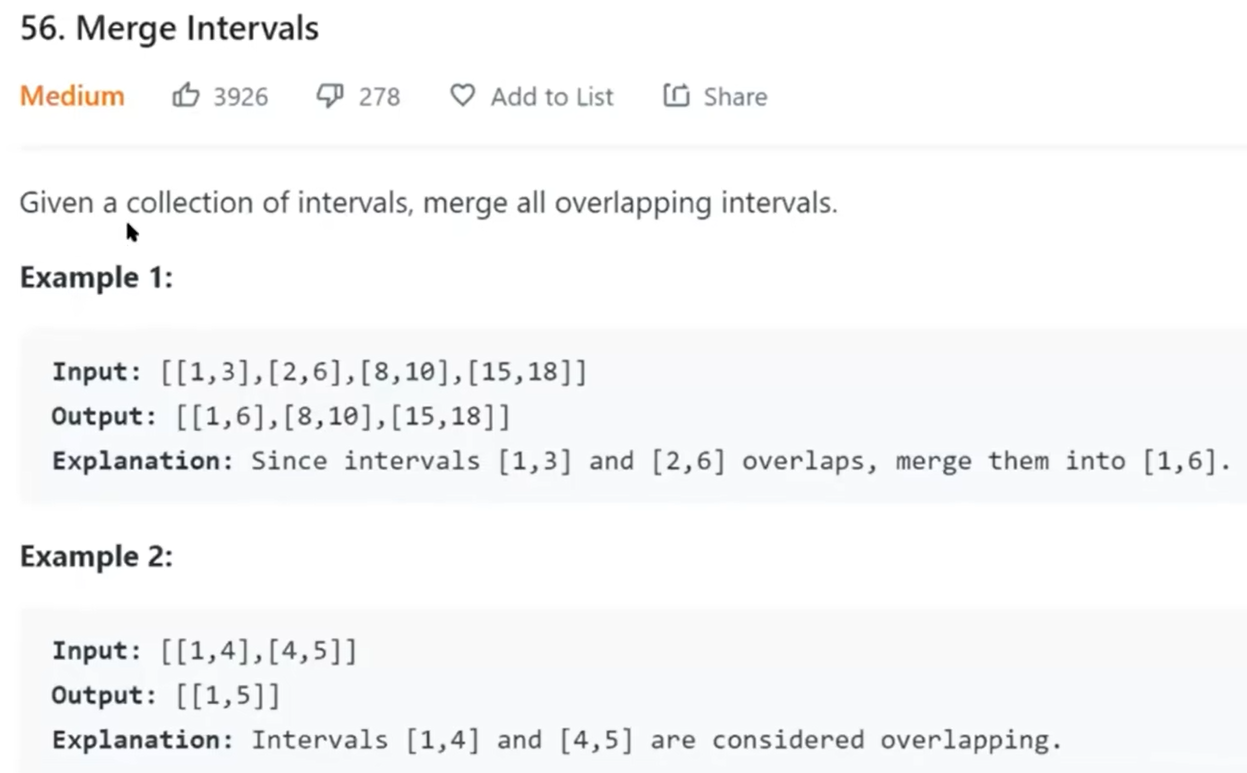 56. Merge Intervals
Medium 3926 278 Add to List Share
Given a collection of intervals, merge all overlapping intervals.
Example 1:
Input: [[1,3],[2,6],[8,10],[15,18]]
Output: [[1,6],[8,10],[15,18]]
Explanation: Since intervals [1,3] and [2,6] overlaps, merge them into [1,6].
Example 2:
Input: [[1,4],[4,5]]
Output: [[1,5]]
Explanation: Intervals [1,4] and [4,5] are considered overlapping.